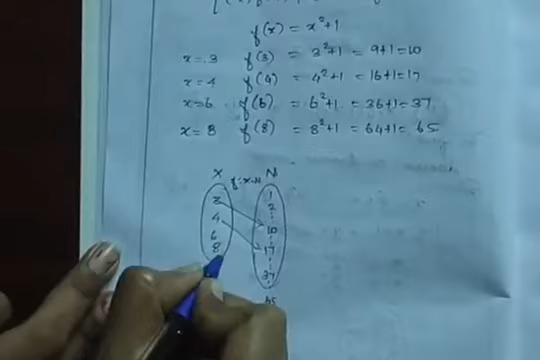 f(x) = x²+1
x = 3 f(3) = 3²+1 = 9+1 = 10
x = 4 f(4) = 4²+1 = 16+1 = 17
x = 6 f(6) = 6²+1 = 36+1 = 37
x = 8 f(8) = 8²+1 = 64+1 = 65
X f: X→N N
3 1
2
4 10
6 17
8
37
65